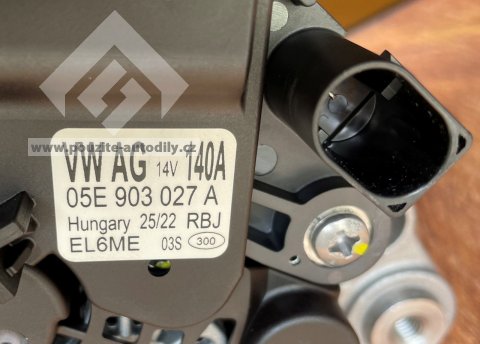 www.pouzite-autodily.cz
VW AG 14V 140A
05E 903 027 A
Hungary 25/22 RBJ
EL6ME 03S 300